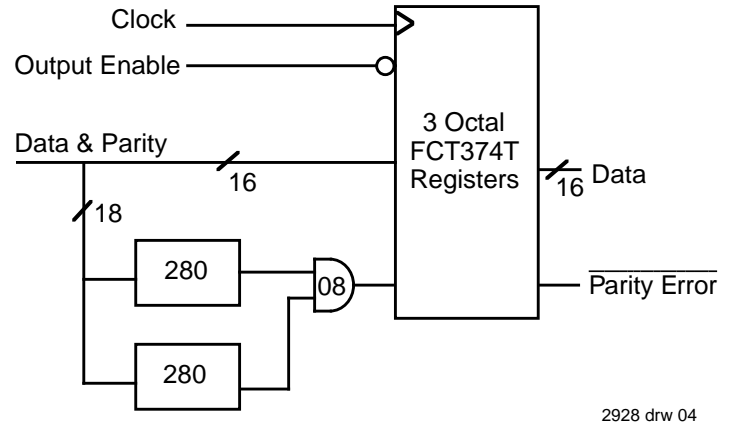 Clock
Output Enable
3 Octal
FCT374T
Registers
Data & Parity
16
16
Data
18
280
08
Parity Error
280
2928 drw 04